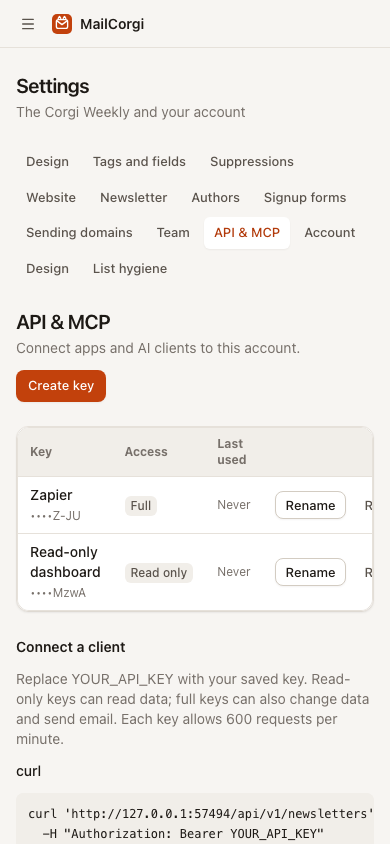 MailCorgi
Settings
The Corgi Weekly and your account
Design Tags and fields Suppressions
Website Newsletter Authors Signup forms
Sending domains Team API & MCP Account
Design List hygiene
API & MCP
Connect apps and AI clients to this account.
Create key
Key Access Last used
Zapier
••••Z-JU Full Never Rename R
Read-only dashboard
••••MzwA Read only Never Rename R
Connect a client
Replace YOUR_API_KEY with your saved key. Read-
only keys can read data; full keys can also change data
and send email. Each key allows 600 requests per
minute.
curl
curl 'http://127.0.0.1:57494/api/v1/newsletters'
-H "Authorization: Bearer YOUR_API_KEY"